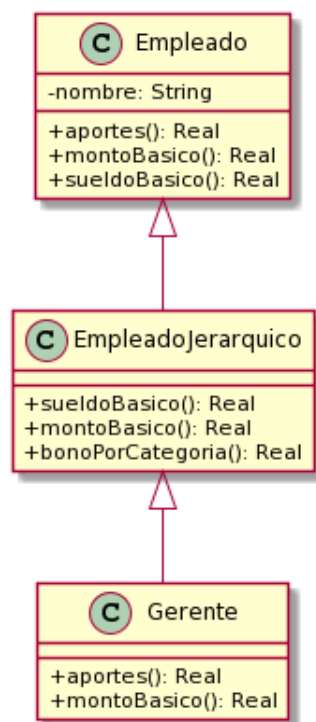 C Empleado
-nombre: String
+aportes(): Real
+montoBasico(): Real
+sueldoBasico(): Real
C EmpleadoJerarquico
+sueldoBasico(): Real
+montoBasico(): Real
+bonoPorCategoria(): Real
C Gerente
+aportes(): Real
+montoBasico(): Real